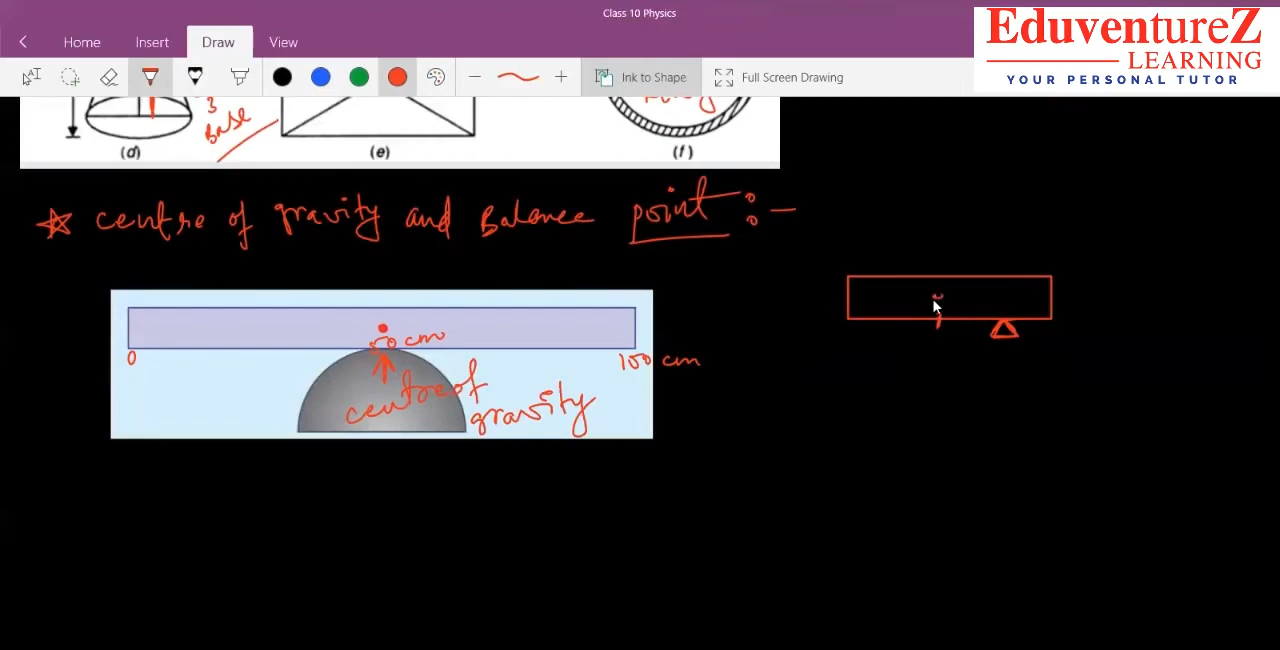 Class 10 Physics
EduventureZ
LEARNING
YOUR PERSONAL TUTOR
Home Insert Draw View
Ink to Shape Full Screen Drawing
3
Base
(d) (e) (f)
centre of gravity and Balance point :-
50 cm
0
100 cm
centre of
gravity